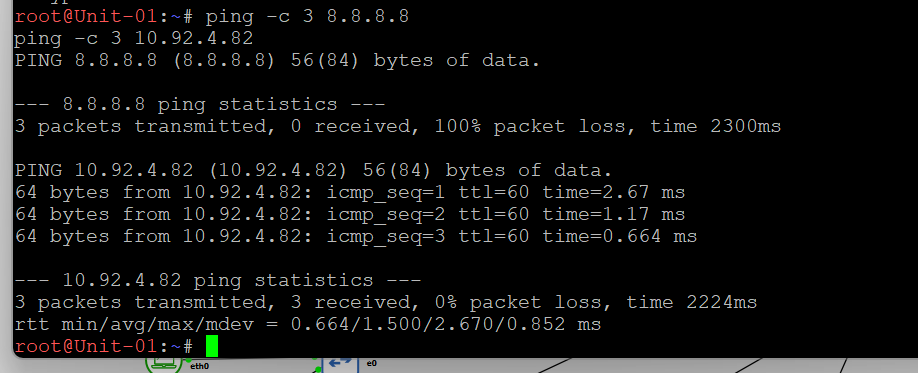 root@Unit-01:~# ping -c 3 8.8.8.8
ping -c 3 10.92.4.82
PING 8.8.8.8 (8.8.8.8) 56(84) bytes of data.
--- 8.8.8.8 ping statistics ---
3 packets transmitted, 0 received, 100% packet loss, time 2300ms
PING 10.92.4.82 (10.92.4.82) 56(84) bytes of data.
64 bytes from 10.92.4.82: icmp_seq=1 ttl=60 time=2.67 ms
64 bytes from 10.92.4.82: icmp_seq=2 ttl=60 time=1.17 ms
64 bytes from 10.92.4.82: icmp_seq=3 ttl=60 time=0.664 ms
--- 10.92.4.82 ping statistics ---
3 packets transmitted, 3 received, 0% packet loss, time 2224ms
rtt min/avg/max/mdev = 0.664/1.500/2.670/0.852 ms
root@Unit-01:~#
eth0 e0